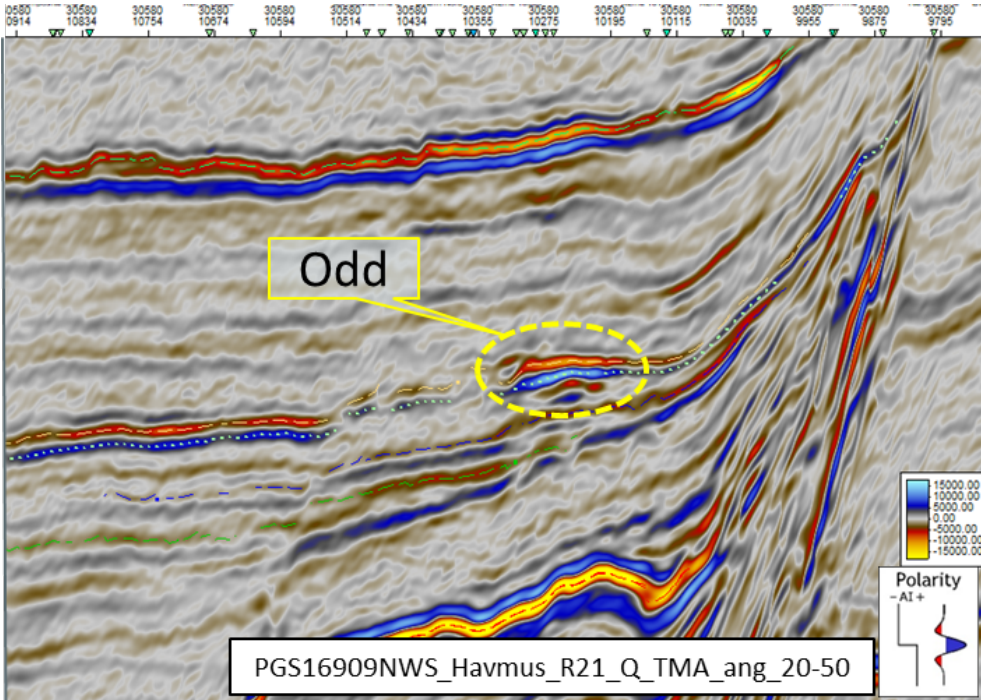 30580 30580 30580 30580 30580 30580 30580 30580 30580 30580 30580 30580 30580 30580 30580
10914 10834 10754 10674 10594 10514 10434 10355 10275 10195 10115 10035 9955 9875 9795
Odd
15000.00
10000.00
5000.00
0.00
-5000.00
-10000.00
-15000.00
Polarity
- AI +
PGS16909NWS_Havmus_R21_Q_TMA_ang_20-50